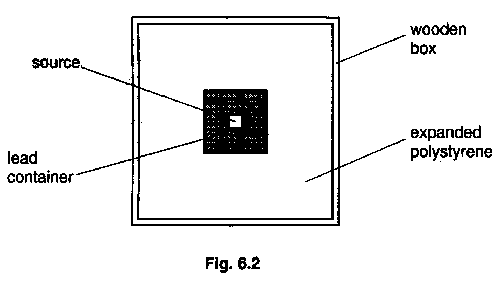 wooden
box
source
expanded
polystyrene
lead
container
Fig. 6.2